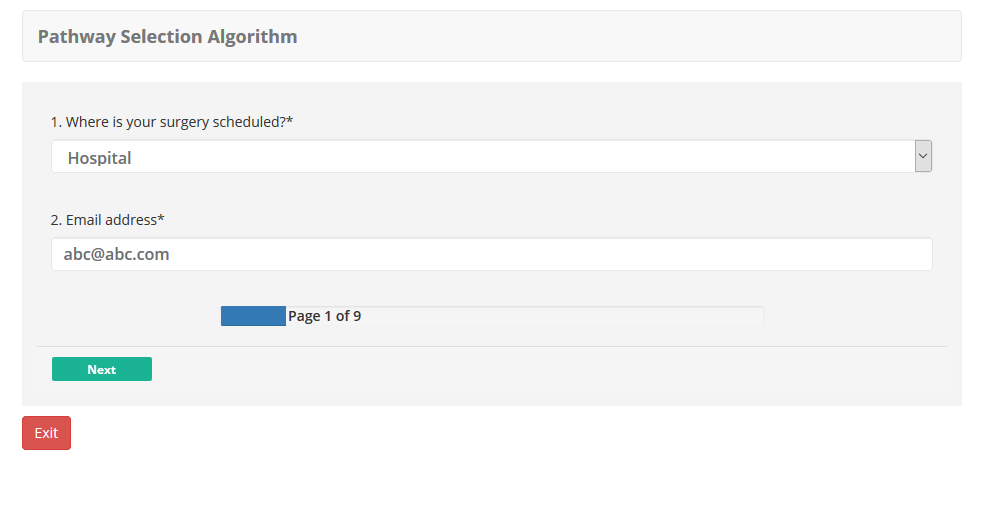 Pathway Selection Algorithm
1. Where is your surgery scheduled?*
Hospital
2. Email address*
abc@abc.com
Page 1 of 9
Next
Exit